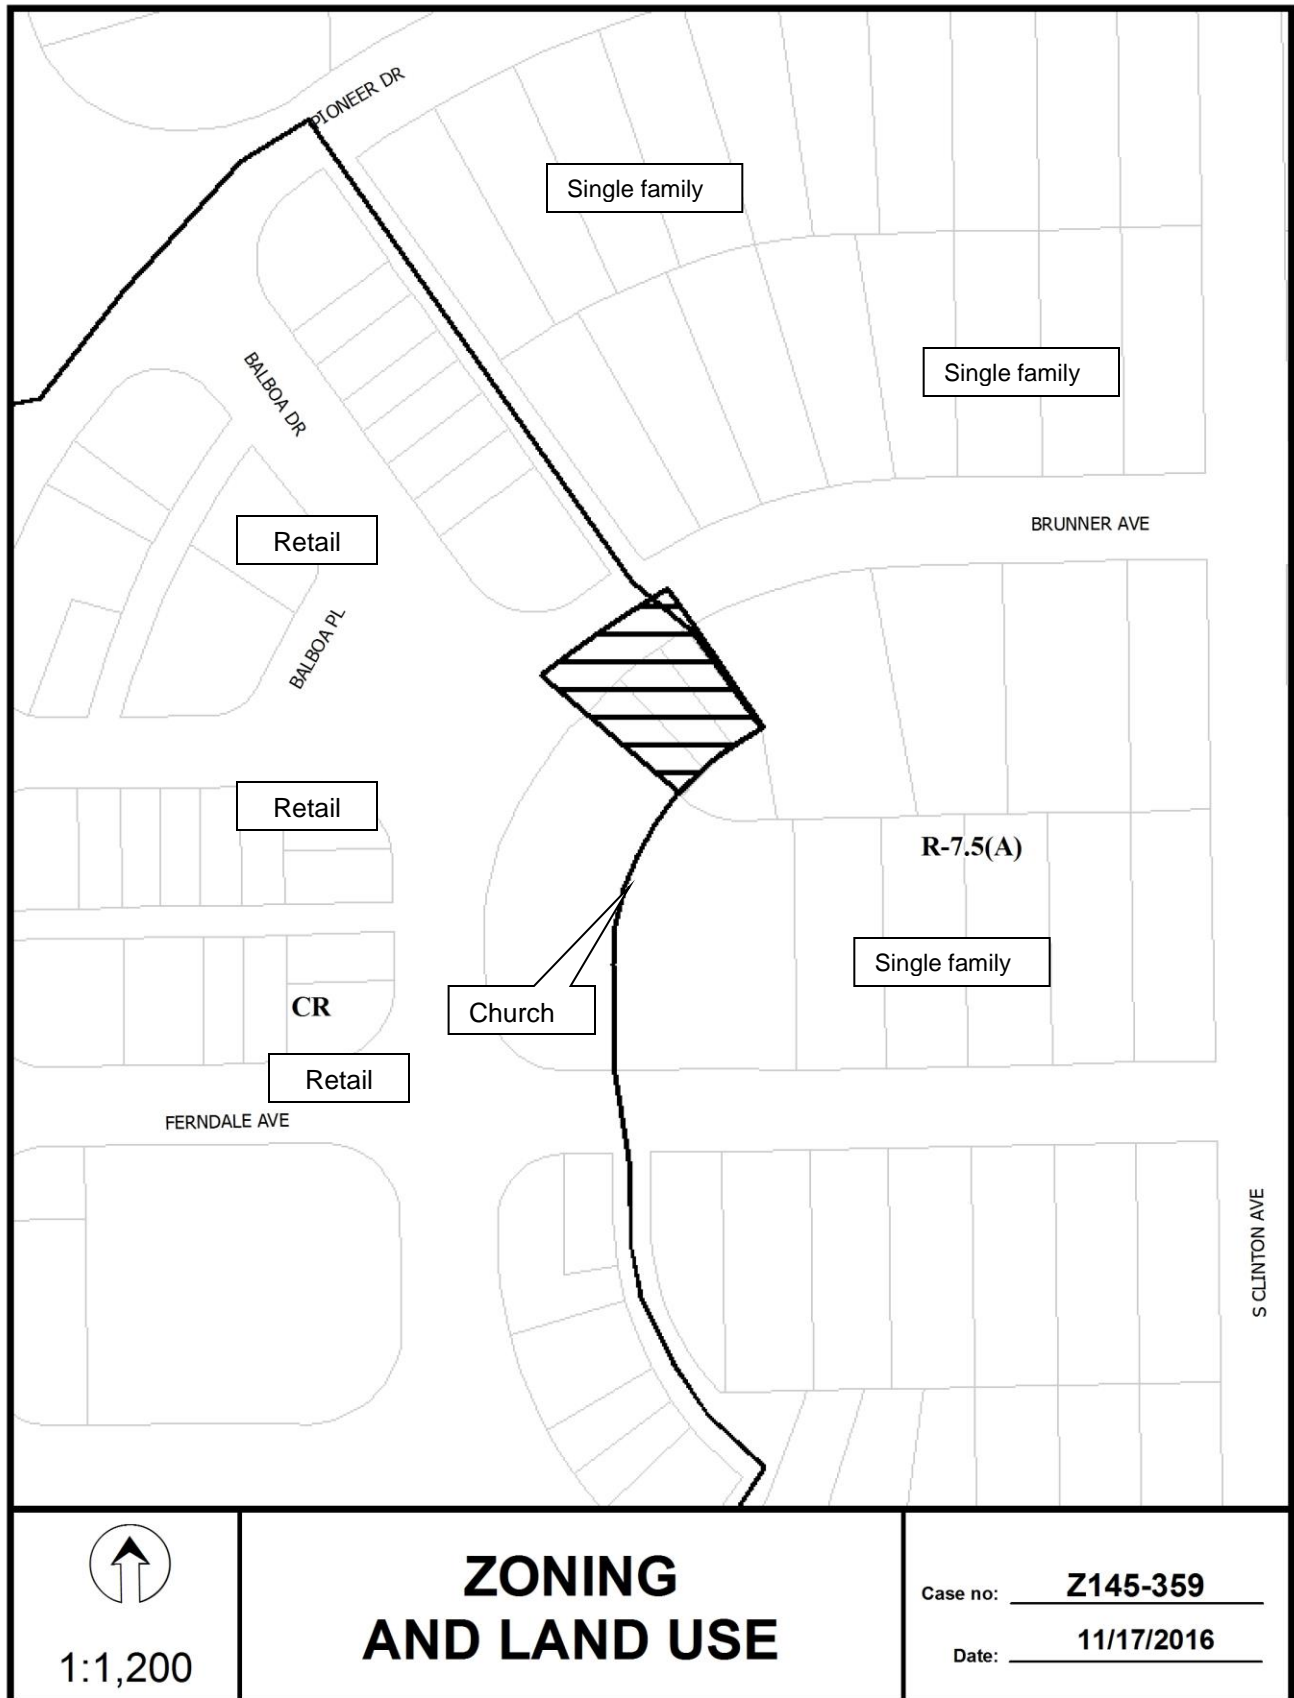 PIONEER DR
Single family
Single family
BALBOA DR
Retail
BRUNNER AVE
BALBOA PL
Retail
R-7.5(A)
Single family
CR
Church
Retail
FERNDALE AVE
S CLINTON AVE
1:1,200
ZONING
AND LAND USE
Case no: Z145-359
Date: 11/17/2016